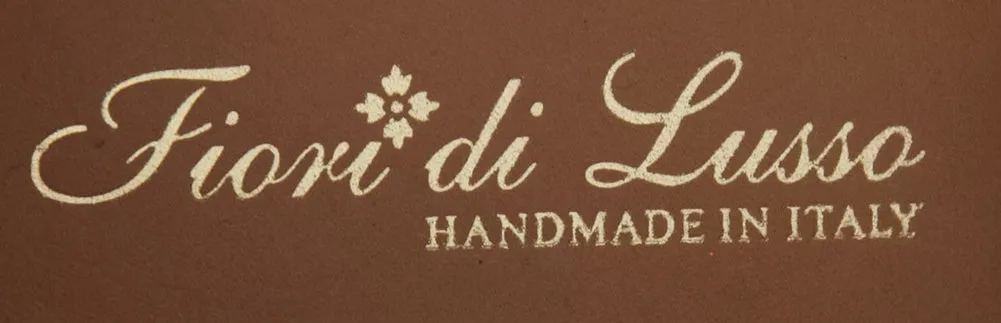 Fiori di Lusso
HANDMADE IN ITALY